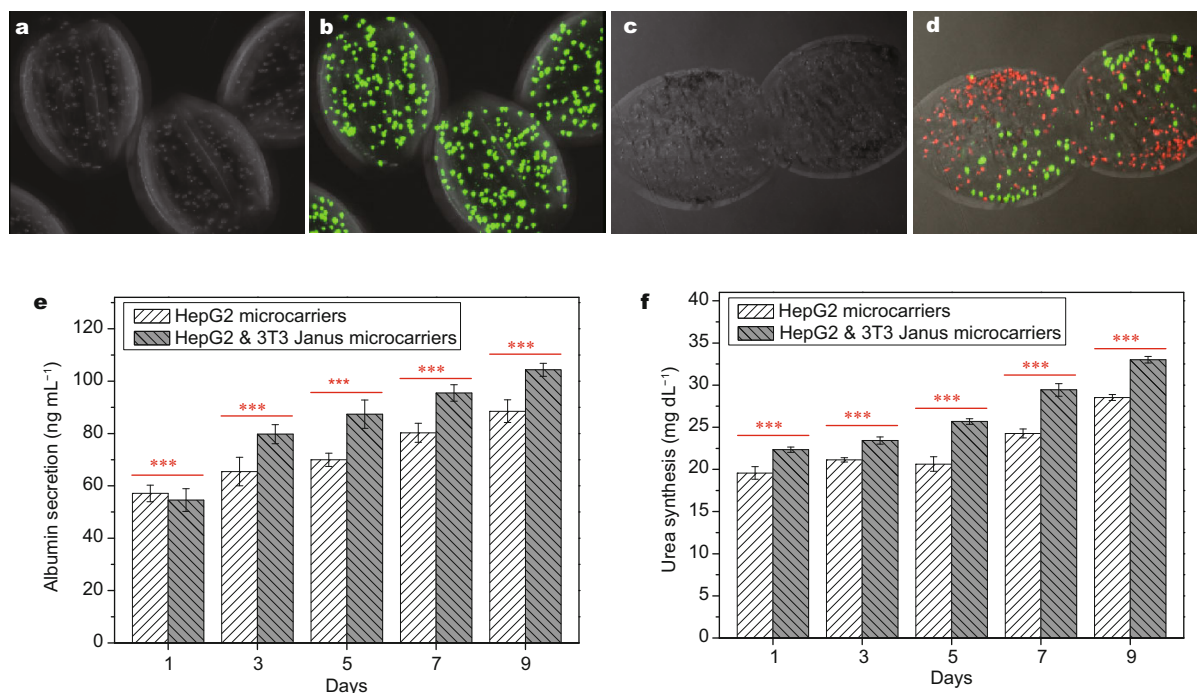 a
b
c
d
e
HepG2 microcarriers
HepG2 & 3T3 Janus microcarriers
Albumin secretion (ng mL⁻¹)
120
100
80
60
40
20
0
***
***
***
***
***
1 3 5 7 9
Days
f
HepG2 microcarriers
HepG2 & 3T3 Janus microcarriers
Urea synthesis (mg dL⁻¹)
40
35
30
25
20
15
10
5
0
***
***
***
***
***
1 3 5 7 9
Days